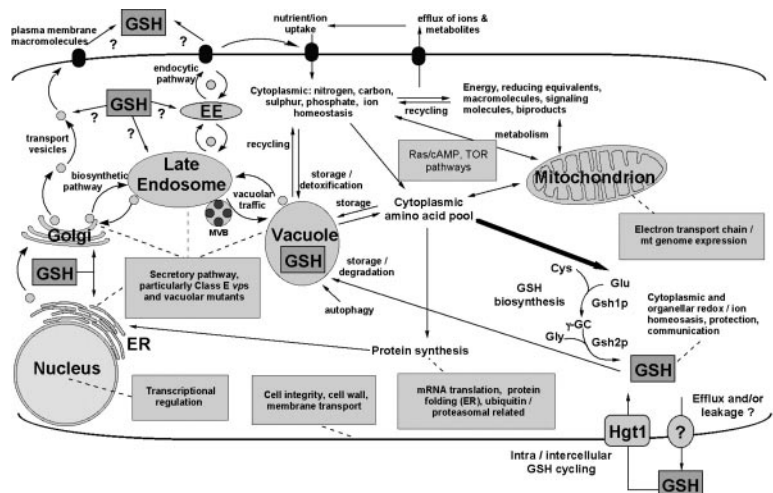 plasma membrane
macromolecules
GSH
?
?
nutrient/ion
uptake
efflux of ions &
metabolites
endocytic
pathway
GSH
?
?
?
EE
Cytoplasmic: nitrogen, carbon,
sulphur, phosphate, ion
homeostasis
recycling
Energy, reducing equivalents,
macromolecules, signaling
molecules, biproducts
metabolism
transport
vesicles
biosynthetic
pathway
Late
Endosome
recycling
storage /
detoxification
vacuolar
traffic
MVB
Ras/cAMP, TOR
pathways
Mitochondrion
storage
Cytoplasmic
amino acid pool
Golgi
Vacuole
GSH
Electron transport chain /
mt genome expression
GSH
Secretory pathway,
particularly Class E vps
and vacuolar mutants
storage /
degradation
autophagy
Cys
Glu
GSH
biosynthesis
Gsh1p
γ-GC
Gly
Gsh2p
Cytoplasmic and
organellar redox / ion
homeosasis, protection,
communication
GSH
ER
Nucleus
Protein synthesis
Transcriptional
regulation
Cell integrity, cell wall,
membrane transport
mRNA translation, protein
folding (ER), ubiquitin /
proteasomal related
Efflux and/or
leakage ?
Hgt1
?
Intra / intercellular
GSH cycling
GSH